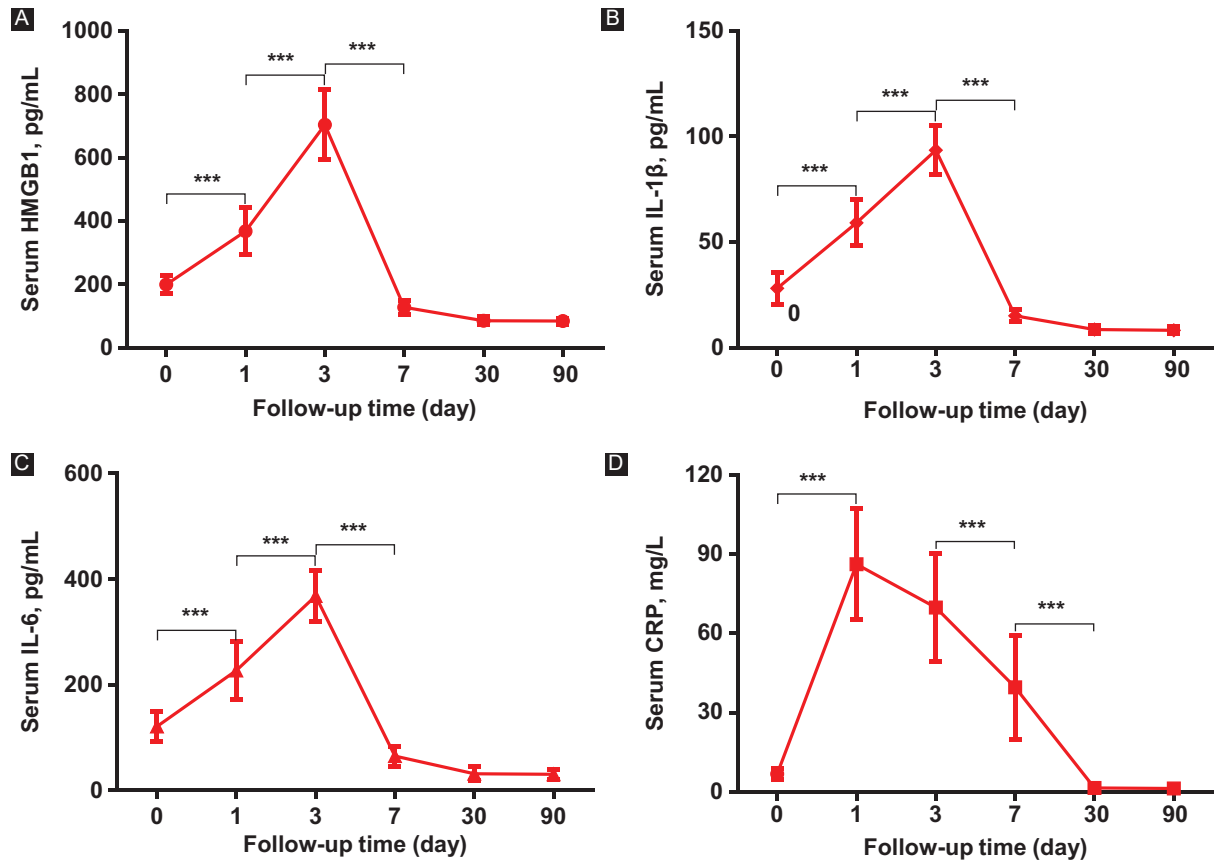 A
Serum HMGB1, pg/mL
1000
800
600
400
200
0
***
***
***
0 1 3 7 30 90
Follow-up time (day)
B
Serum IL-1β, pg/mL
150
100
50
0
***
***
***
0
0 1 3 7 30 90
Follow-up time (day)
C
Serum IL-6, pg/mL
600
400
200
0
***
***
***
0 1 3 7 30 90
Follow-up time (day)
D
Serum CRP, mg/L
120
90
60
30
0
***
***
***
0 1 3 7 30 90
Follow-up time (day)